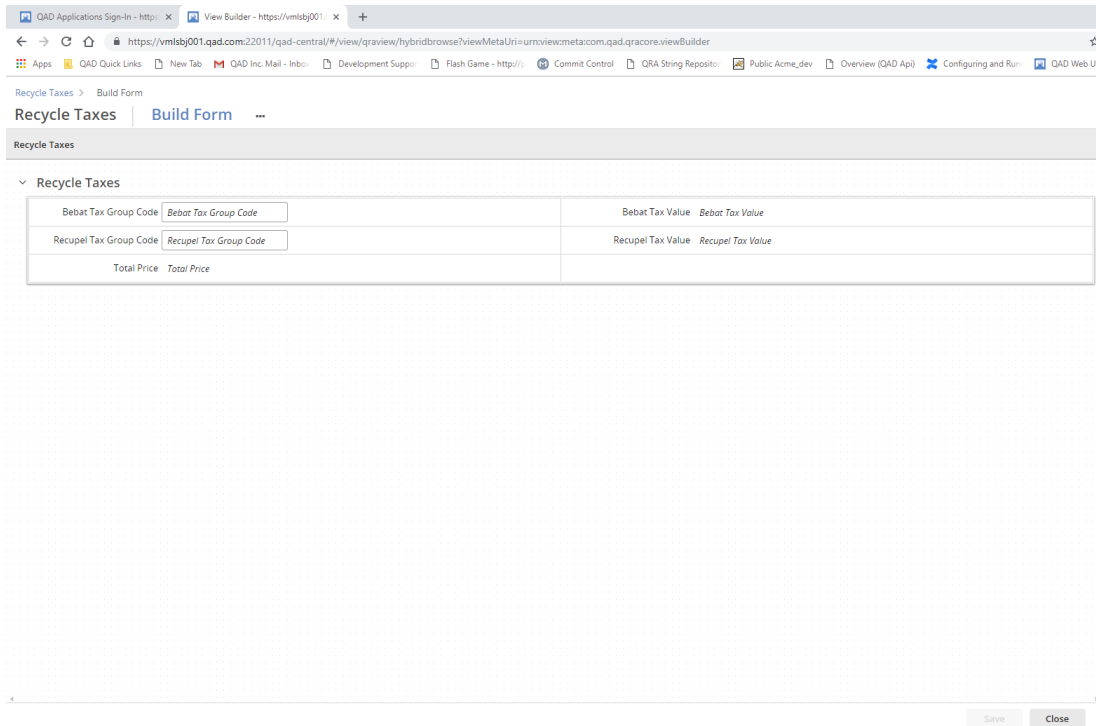 QAD Applications Sign-In - https
View Builder - https://vmlsbj001
https://vmlsbj001.qad.com:22011/qad-central/#/view/qraview/hybridbrowse?viewMetaUri=urn:view:meta:com.qad.qracore.viewBuilder
Apps QAD Quick Links New Tab QAD Inc. Mail - Inbox Development Suppor Flash Game - http:// Commit Control QRA String Repositor Public Acme_dev Overview (QAD Api) Configuring and Run QAD Web U
Recycle Taxes > Build Form
Recycle Taxes Build Form ...
Recycle Taxes
Recycle Taxes
Bebat Tax Group Code Bebat Tax Group Code Bebat Tax Value Bebat Tax Value
Recupel Tax Group Code Recupel Tax Group Code Recupel Tax Value Recupel Tax Value
Total Price Total Price
Save Close